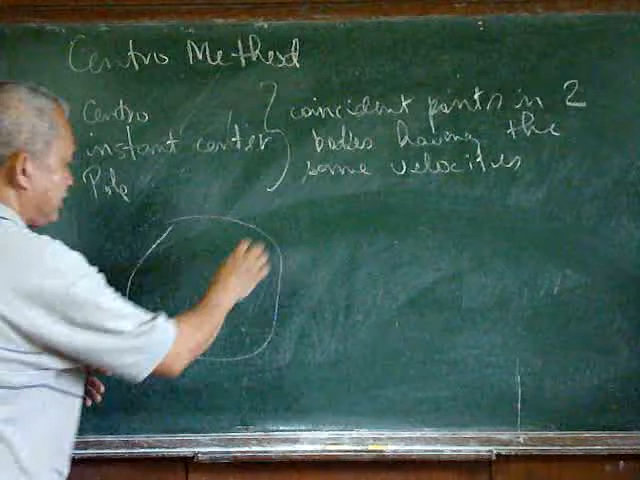 Centro Method
Centro
instant center
Pole
coincident points in 2
bodies having the
same velocities